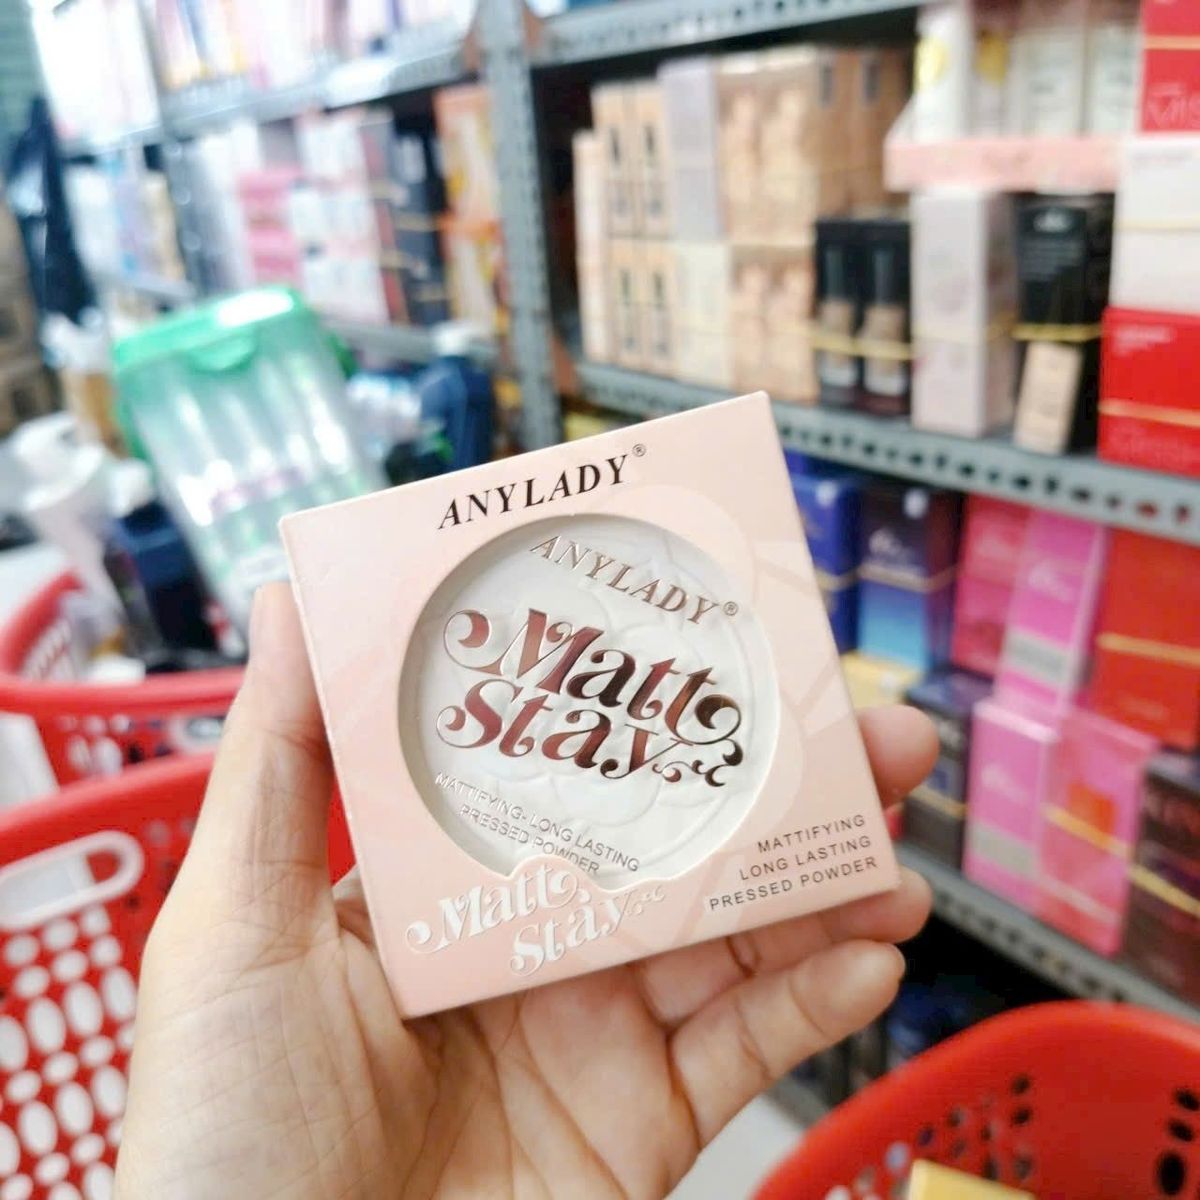 ANYLADY®
ANYLADY®
Matt
Stay
MATTIFYING- LONG LASTING
PRESSED POWDER
Matt
Stay
MATTIFYING
LONG LASTING
PRESSED POWDER